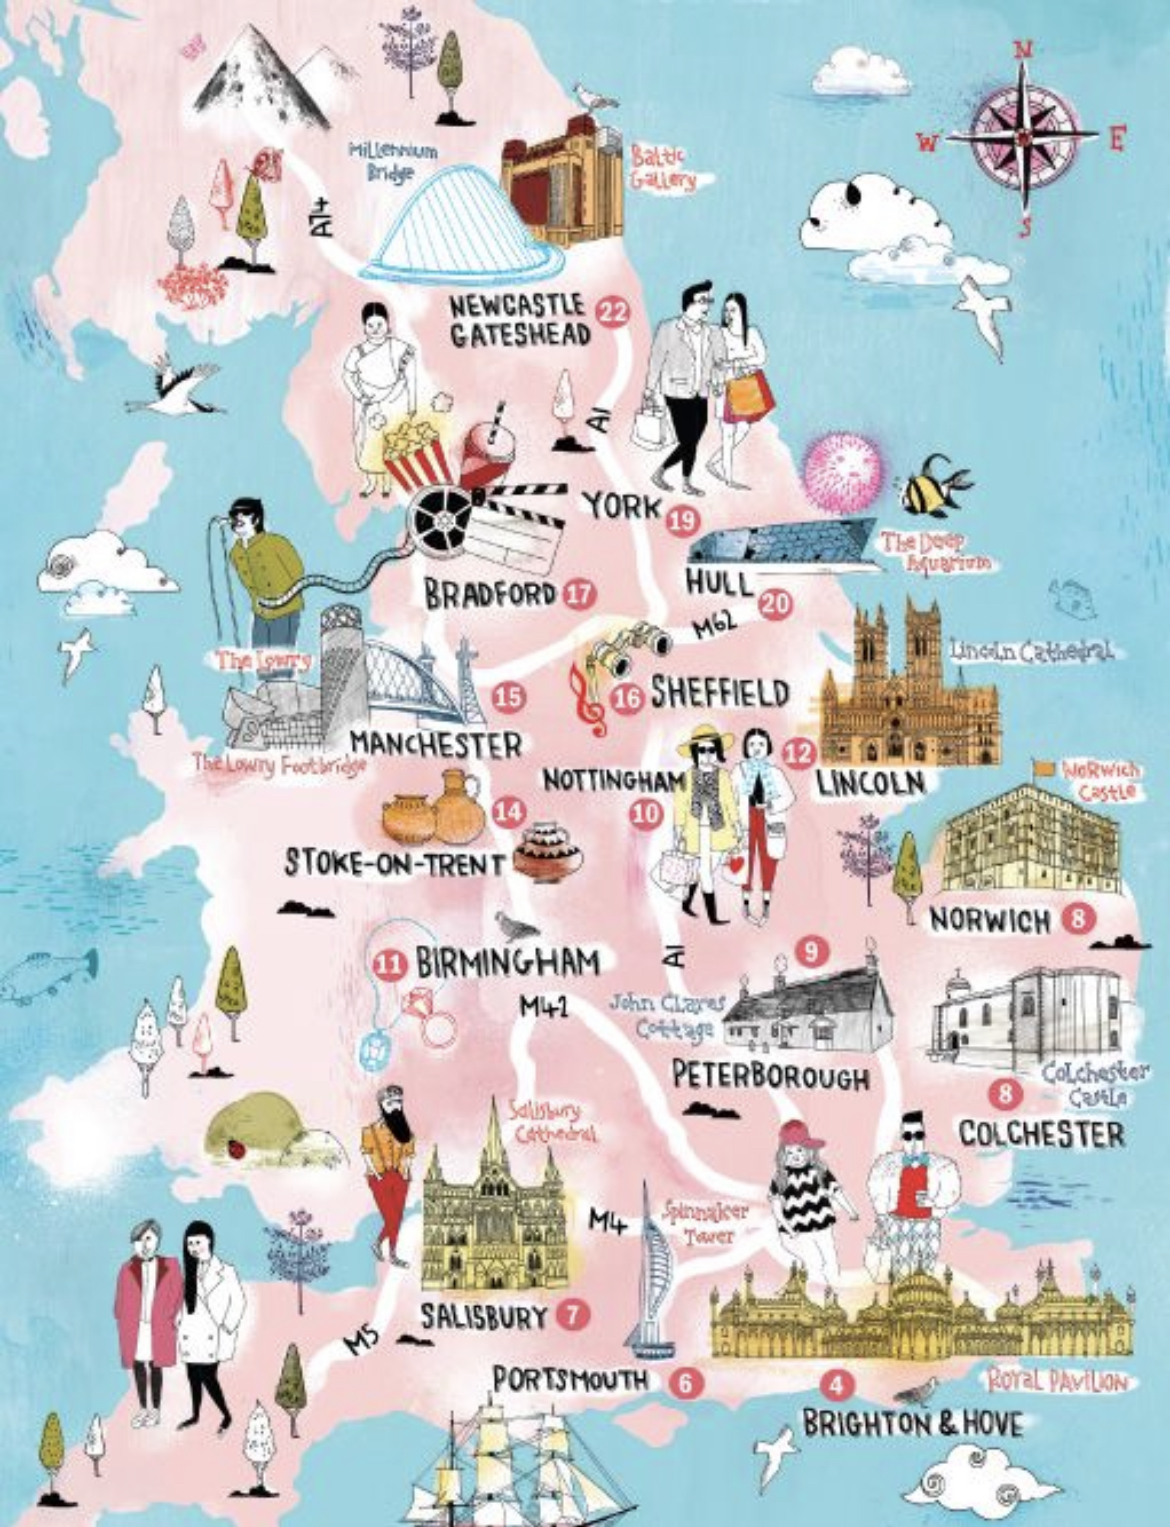 N
W
E
S
Millennium
Bridge
Baltic
Gallery
A74
NEWCASTLE
GATESHEAD
22
A1
YORK
19
The Deep
Aquarium
BRADFORD
17
HULL
20
M62
Lincoln Cathedral
The Lowry
15
16
SHEFFIELD
MANCHESTER
The Lowry Footbridge
12
LINCOLN
NOTTINGHAM
10
Norwich
Castle
14
STOKE-ON-TRENT
NORWICH
8
11
BIRMINGHAM
A1
9
M42
John Clares
Cottage
PETERBOROUGH
Colchester
Castle
8
COLCHESTER
Salisbury
Cathedral
M4
Spinnaker
Tower
SALISBURY
7
M5
PORTSMOUTH
6
4
ROYAL PAVILION
BRIGHTON & HOVE